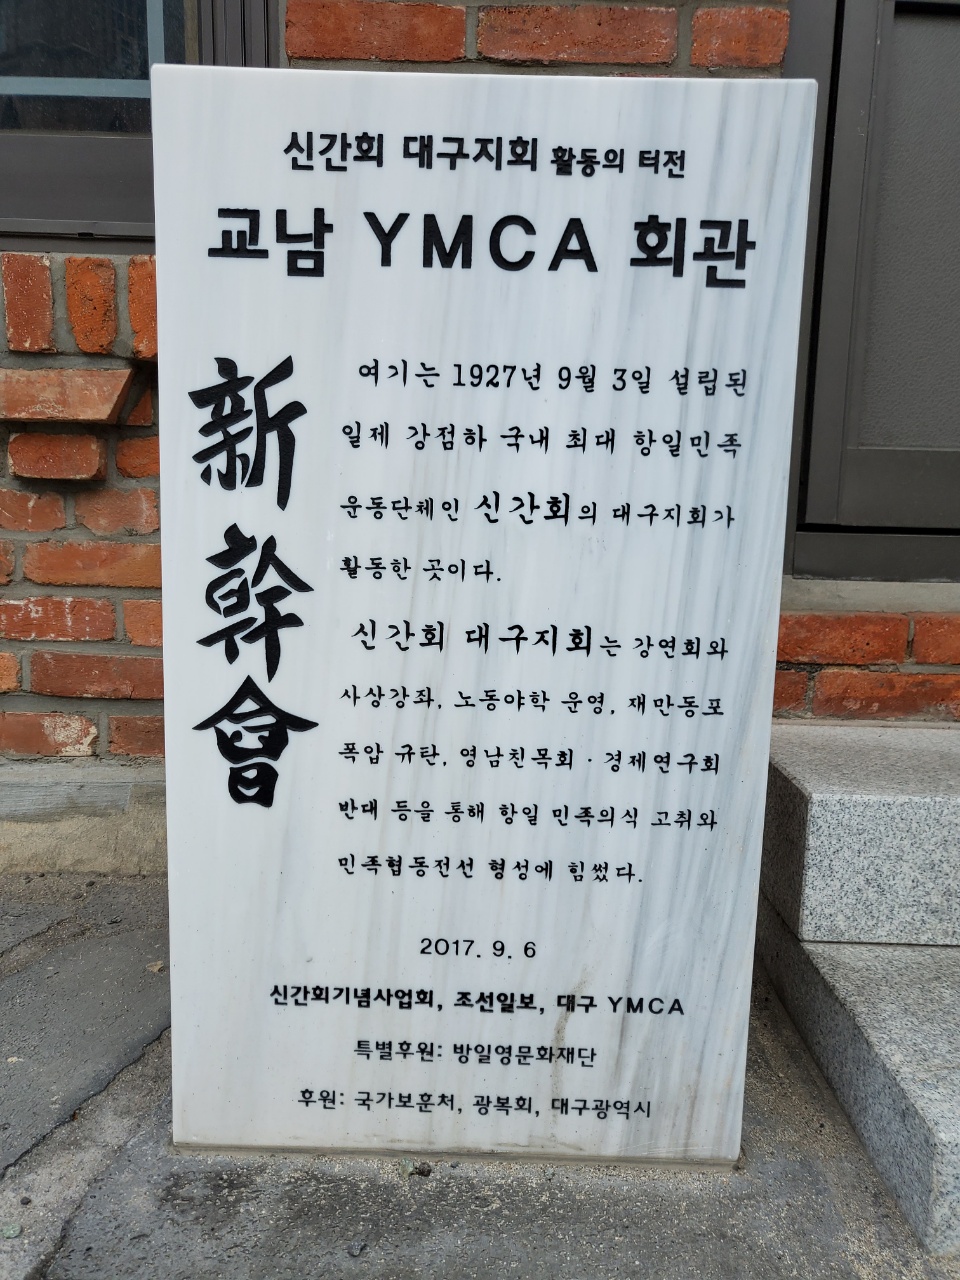 신간회 대구지회 활동의 터전
교남 YMCA 회관
新幹會
여기는 1927년 9월 3일 설립된
일제 강점하 국내 최대 항일민족
운동단체인 신간회의 대구지회가
활동한 곳이다.
신간회 대구지회는 강연회와
사상강좌, 노동야학 운영, 재만동포
폭압 규탄, 영남친목회 · 경제연구회
반대 등을 통해 항일 민족의식 고취와
민족협동전선 형성에 힘썼다.
2017. 9. 6
신간회기념사업회, 조선일보, 대구 YMCA
특별후원: 방일영문화재단
후원: 국가보훈처, 광복회, 대구광역시